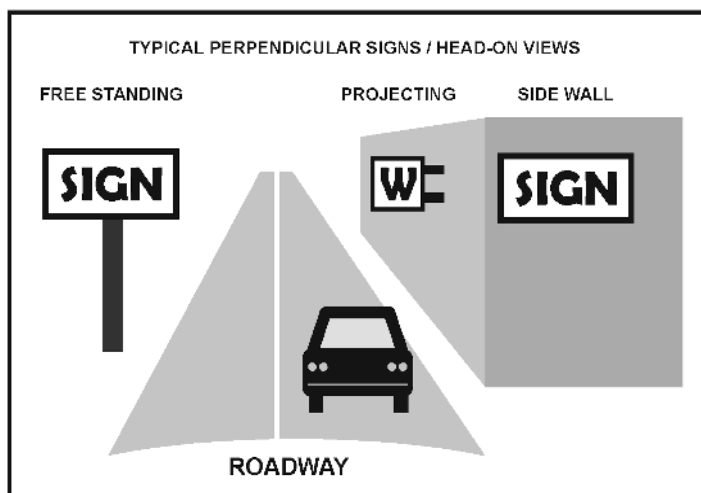 TYPICAL PERPENDICULAR SIGNS / HEAD-ON VIEWS
FREE STANDING
PROJECTING
SIDE WALL
SIGN
W
SIGN
ROADWAY